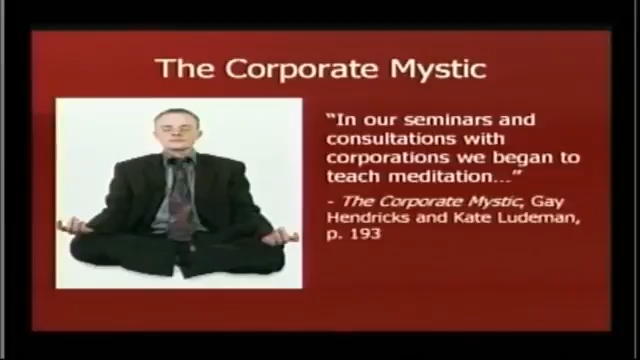 The Corporate Mystic
“In our seminars and
consultations with
corporations we began to
teach meditation...”
- The Corporate Mystic, Gay
Hendricks and Kate Ludeman,
p. 193